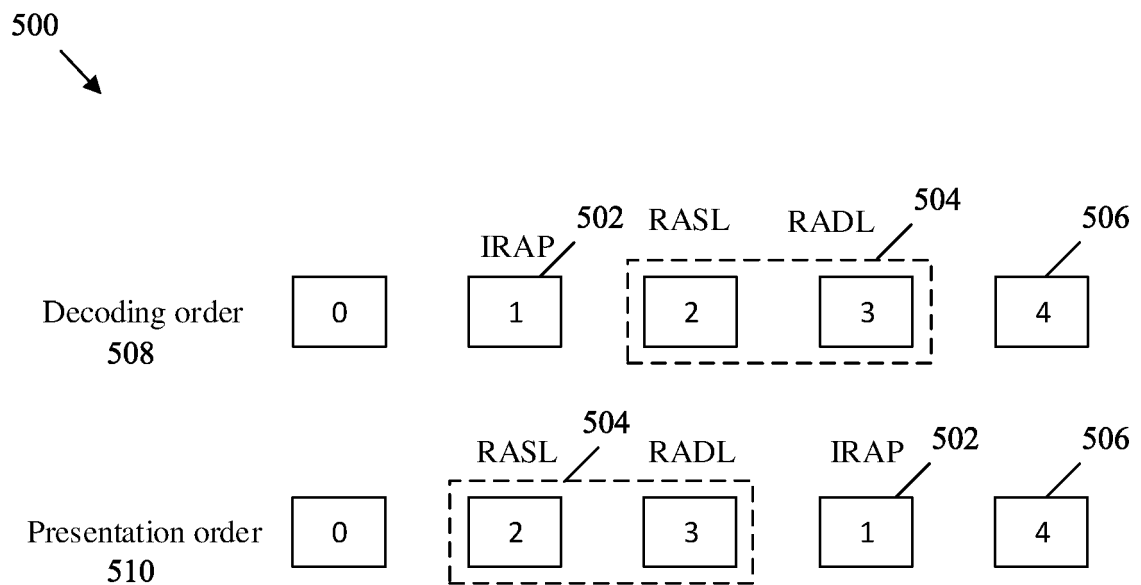 500
502 RASL RADL 504 506
IRAP
Decoding order 0 1 2 3 4
508
RASL 504 RADL IRAP 502 506
Presentation order 0 2 3 1 4
510